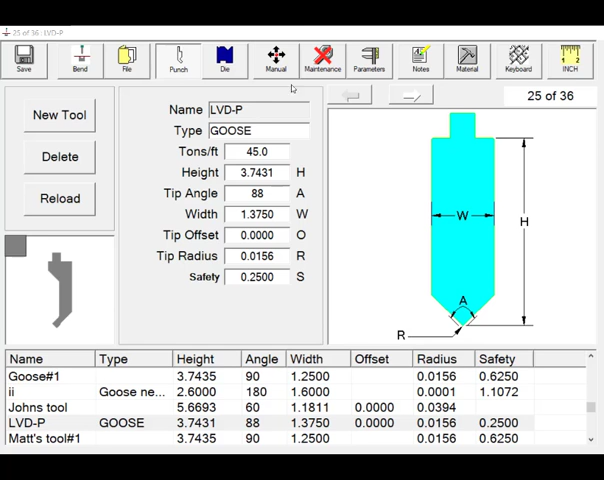 25 of 36 : LVD-P
Save Bend File Punch Die Manual Maintenance Parameters Notes Material Keyboard INCH
New Tool
Delete
Reload
Name LVD-P
Type GOOSE
Tons/ft 45.0
Height 3.7431 H
Tip Angle 88 A
Width 1.3750 W
Tip Offset 0.0000 O
Tip Radius 0.0156 R
Safety 0.2500 S
25 of 36
W
H
A
R
Name Type Height Angle Width Offset Radius Safety
Goose#1 3.7435 90 1.2500 0.0156 0.6250
ii Goose ne... 2.6000 180 1.6000 0.0001 1.1072
Johns tool 5.6693 60 1.1811 0.0000 0.0394
LVD-P GOOSE 3.7431 88 1.3750 0.0000 0.0156 0.2500
Matt's tool#1 3.7435 90 1.2500 0.0156 0.6250